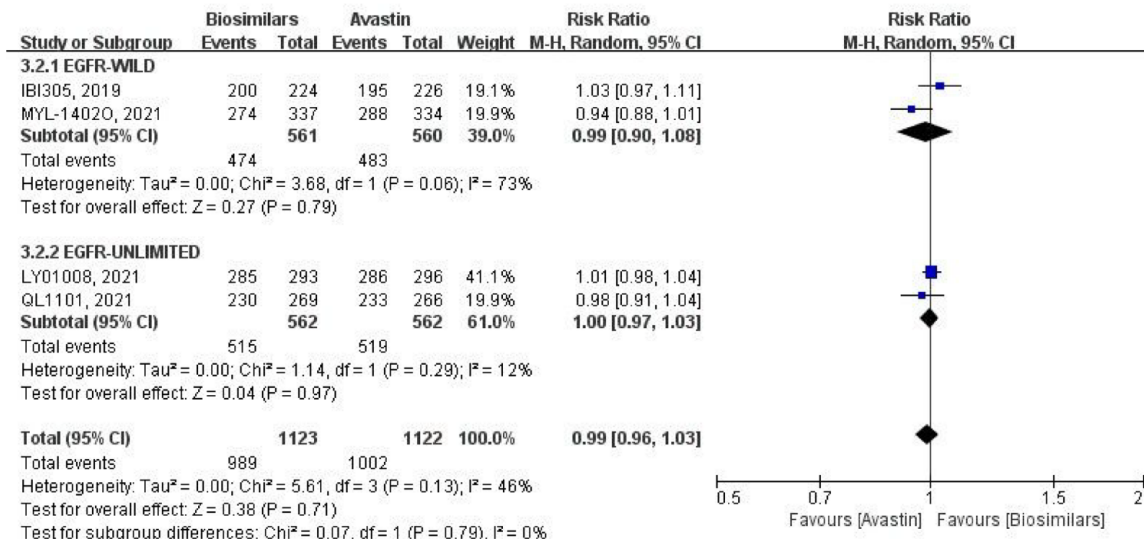 Biosimilars Avastin Risk Ratio Risk Ratio
Study or Subgroup Events Total Events Total Weight M-H, Random, 95% CI M-H, Random, 95% CI
3.2.1 EGFR-WILD
IBI305, 2019 200 224 195 226 19.1% 1.03 [0.97, 1.11]
MYL-1402O, 2021 274 337 288 334 19.9% 0.94 [0.88, 1.01]
Subtotal (95% CI) 561 560 39.0% 0.99 [0.90, 1.08]
Total events 474 483
Heterogeneity: Tau² = 0.00; Chi² = 3.68, df = 1 (P = 0.06); I² = 73%
Test for overall effect: Z = 0.27 (P = 0.79)
3.2.2 EGFR-UNLIMITED
LY01008, 2021 285 293 286 296 41.1% 1.01 [0.98, 1.04]
QL1101, 2021 230 269 233 266 19.9% 0.98 [0.91, 1.04]
Subtotal (95% CI) 562 562 61.0% 1.00 [0.97, 1.03]
Total events 515 519
Heterogeneity: Tau² = 0.00; Chi² = 1.14, df = 1 (P = 0.29); I² = 12%
Test for overall effect: Z = 0.04 (P = 0.97)
Total (95% CI) 1123 1122 100.0% 0.99 [0.96, 1.03]
Total events 989 1002
Heterogeneity: Tau² = 0.00; Chi² = 5.61, df = 3 (P = 0.13); I² = 46%
Test for overall effect: Z = 0.38 (P = 0.71)
Test for subgroup differences: Chi² = 0.07, df = 1 (P = 0.79), I² = 0%
0.5 0.7 1 1.5 2
Favours [Avastin] Favours [Biosimilars]